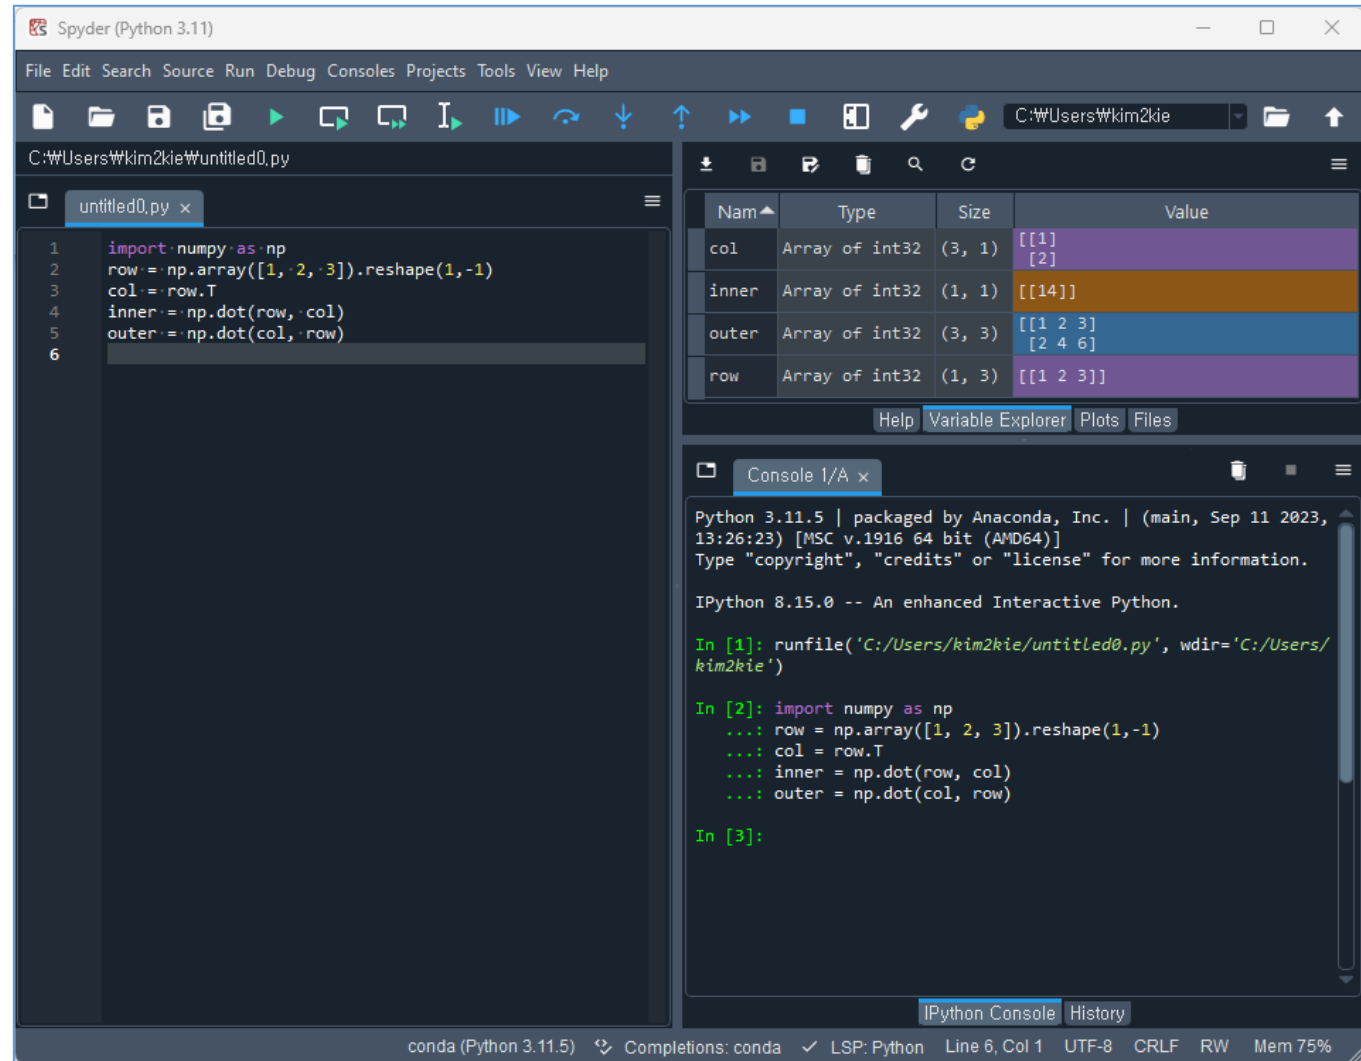 Spyder (Python 3.11)
File Edit Search Source Run Debug Consoles Projects Tools View Help
C:₩Users₩kim2kie
C:₩Users₩kim2kie₩untitled0.py
untitled0.py
1 import numpy as np
2 row = np.array([1, 2, 3]).reshape(1,-1)
3 col = row.T
4 inner = np.dot(row, col)
5 outer = np.dot(col, row)
6
Nam Type Size Value
col Array of int32 (3, 1) [[1]
[2]
inner Array of int32 (1, 1) [[14]]
outer Array of int32 (3, 3) [[1 2 3]
[2 4 6]
row Array of int32 (1, 3) [[1 2 3]]
Help Variable Explorer Plots Files
Console 1/A
Python 3.11.5 | packaged by Anaconda, Inc. | (main, Sep 11 2023,
13:26:23) [MSC v.1916 64 bit (AMD64)]
Type "copyright", "credits" or "license" for more information.
IPython 8.15.0 -- An enhanced Interactive Python.
In [1]: runfile('C:/Users/kim2kie/untitled0.py', wdir='C:/Users/
kim2kie')
In [2]: import numpy as np
...: row = np.array([1, 2, 3]).reshape(1,-1)
...: col = row.T
...: inner = np.dot(row, col)
...: outer = np.dot(col, row)
In [3]:
IPython Console History
conda (Python 3.11.5) Completions: conda ✓ LSP: Python Line 6, Col 1 UTF-8 CRLF RW Mem 75%